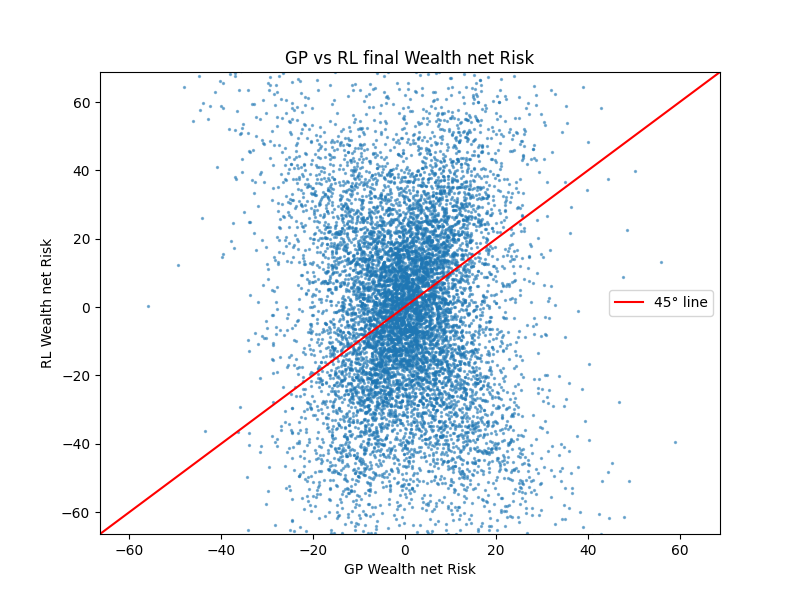 GP vs RL final Wealth net Risk
RL Wealth net Risk
60
40
20
0
−20
−40
−60
45° line
−60 −40 −20 0 20 40 60
GP Wealth net Risk